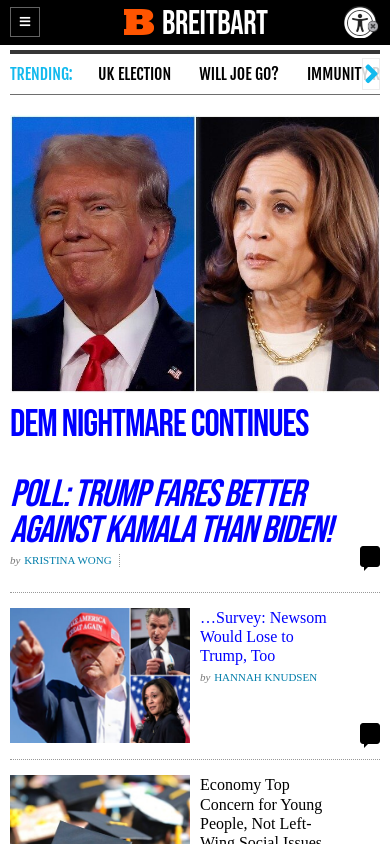 BREITBART
TRENDING: UK ELECTION WILL JOE GO? IMMUNIT
DEM NIGHTMARE CONTINUES
POLL: TRUMP FARES BETTER
AGAINST KAMALA THAN BIDEN!
by KRISTINA WONG
…Survey: Newsom
Would Lose to
Trump, Too
by HANNAH KNUDSEN
Economy Top
Concern for Young
People, Not Left-
Wing Social Issues